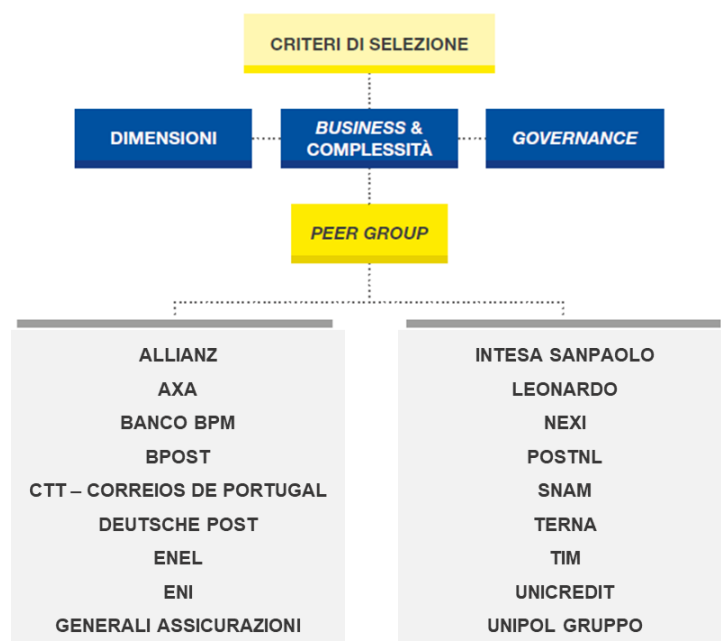 CRITERI DI SELEZIONE
DIMENSIONI
BUSINESS &
COMPLESSITÀ
GOVERNANCE
PEER GROUP
ALLIANZ
AXA
BANCO BPM
BPOST
CTT – CORREIOS DE PORTUGAL
DEUTSCHE POST
ENEL
ENI
GENERALI ASSICURAZIONI
INTESA SANPAOLO
LEONARDO
NEXI
POSTNL
SNAM
TERNA
TIM
UNICREDIT
UNIPOL GRUPPO